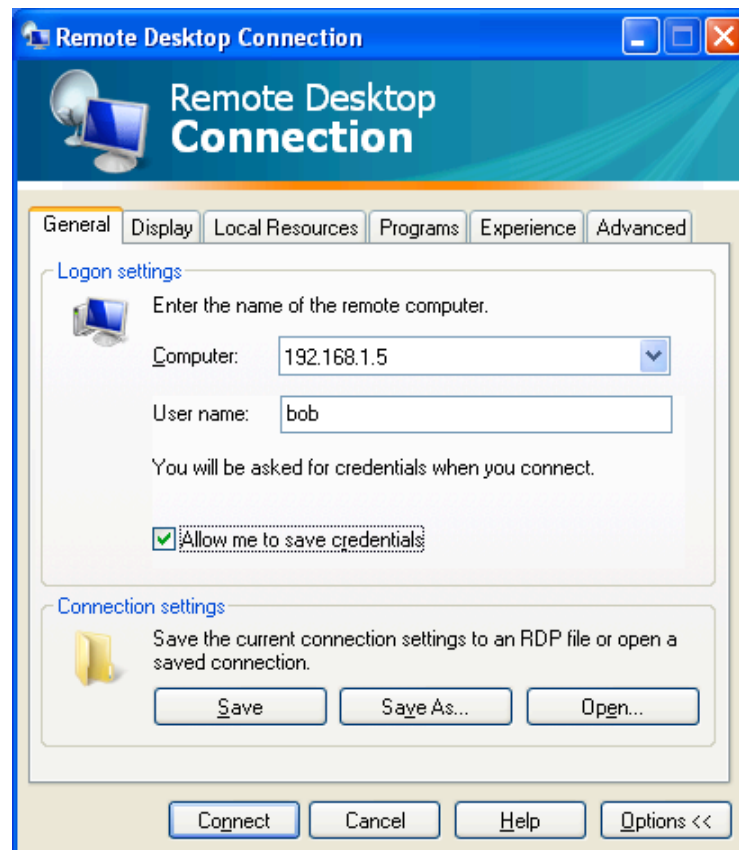 Remote Desktop Connection
Remote Desktop
Connection
General Display Local Resources Programs Experience Advanced
Logon settings
Enter the name of the remote computer.
Computer: 192.168.1.5
User name: bob
You will be asked for credentials when you connect.
Allow me to save credentials
Connection settings
Save the current connection settings to an RDP file or open a
saved connection.
Save Save As... Open...
Connect Cancel Help Options <<